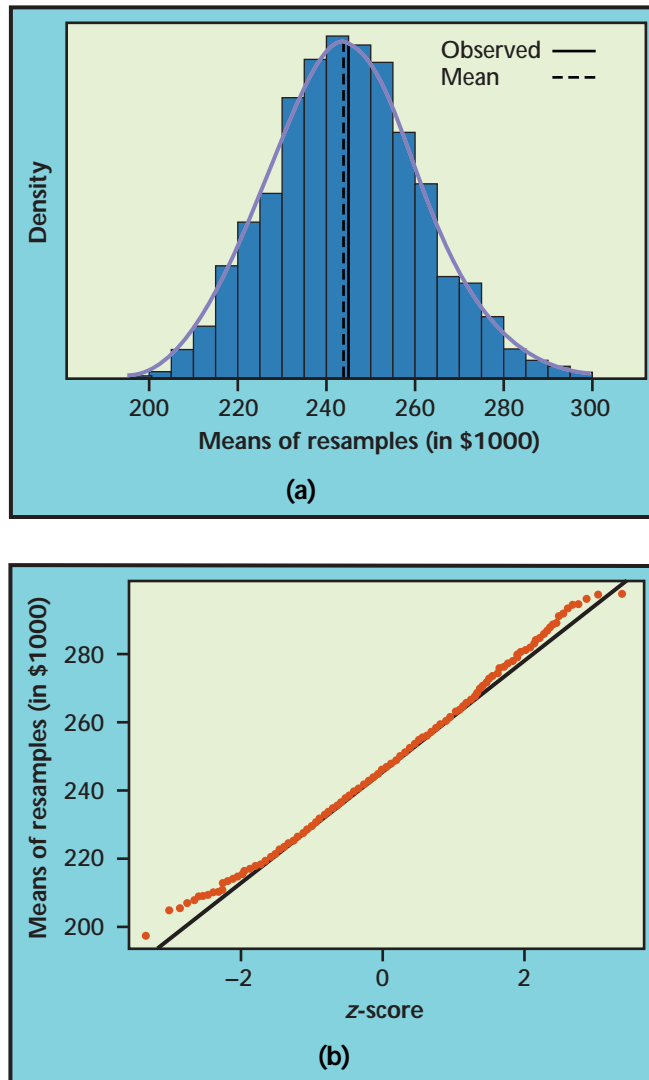 Observed
Mean
Density
200 220 240 260 280 300
Means of resamples (in $1000)
(a)
Means of resamples (in $1000)
280
260
240
220
200
−2 0 2
z-score
(b)